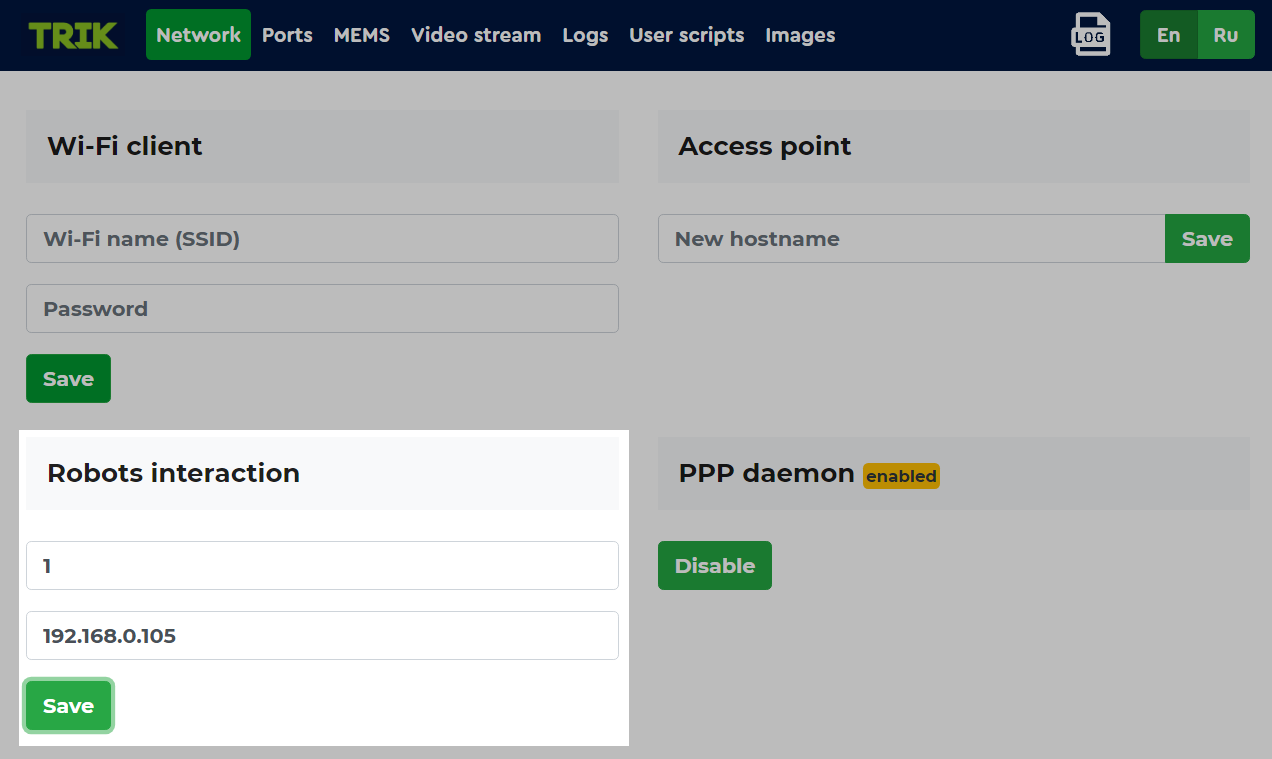 TRIK Network Ports MEMS Video stream Logs User scripts Images LOG En Ru
Wi-Fi client
Wi-Fi name (SSID)
Password
Save
Access point
New hostname Save
Robots interaction
1
192.168.0.105
Save
PPP daemon enabled
Disable